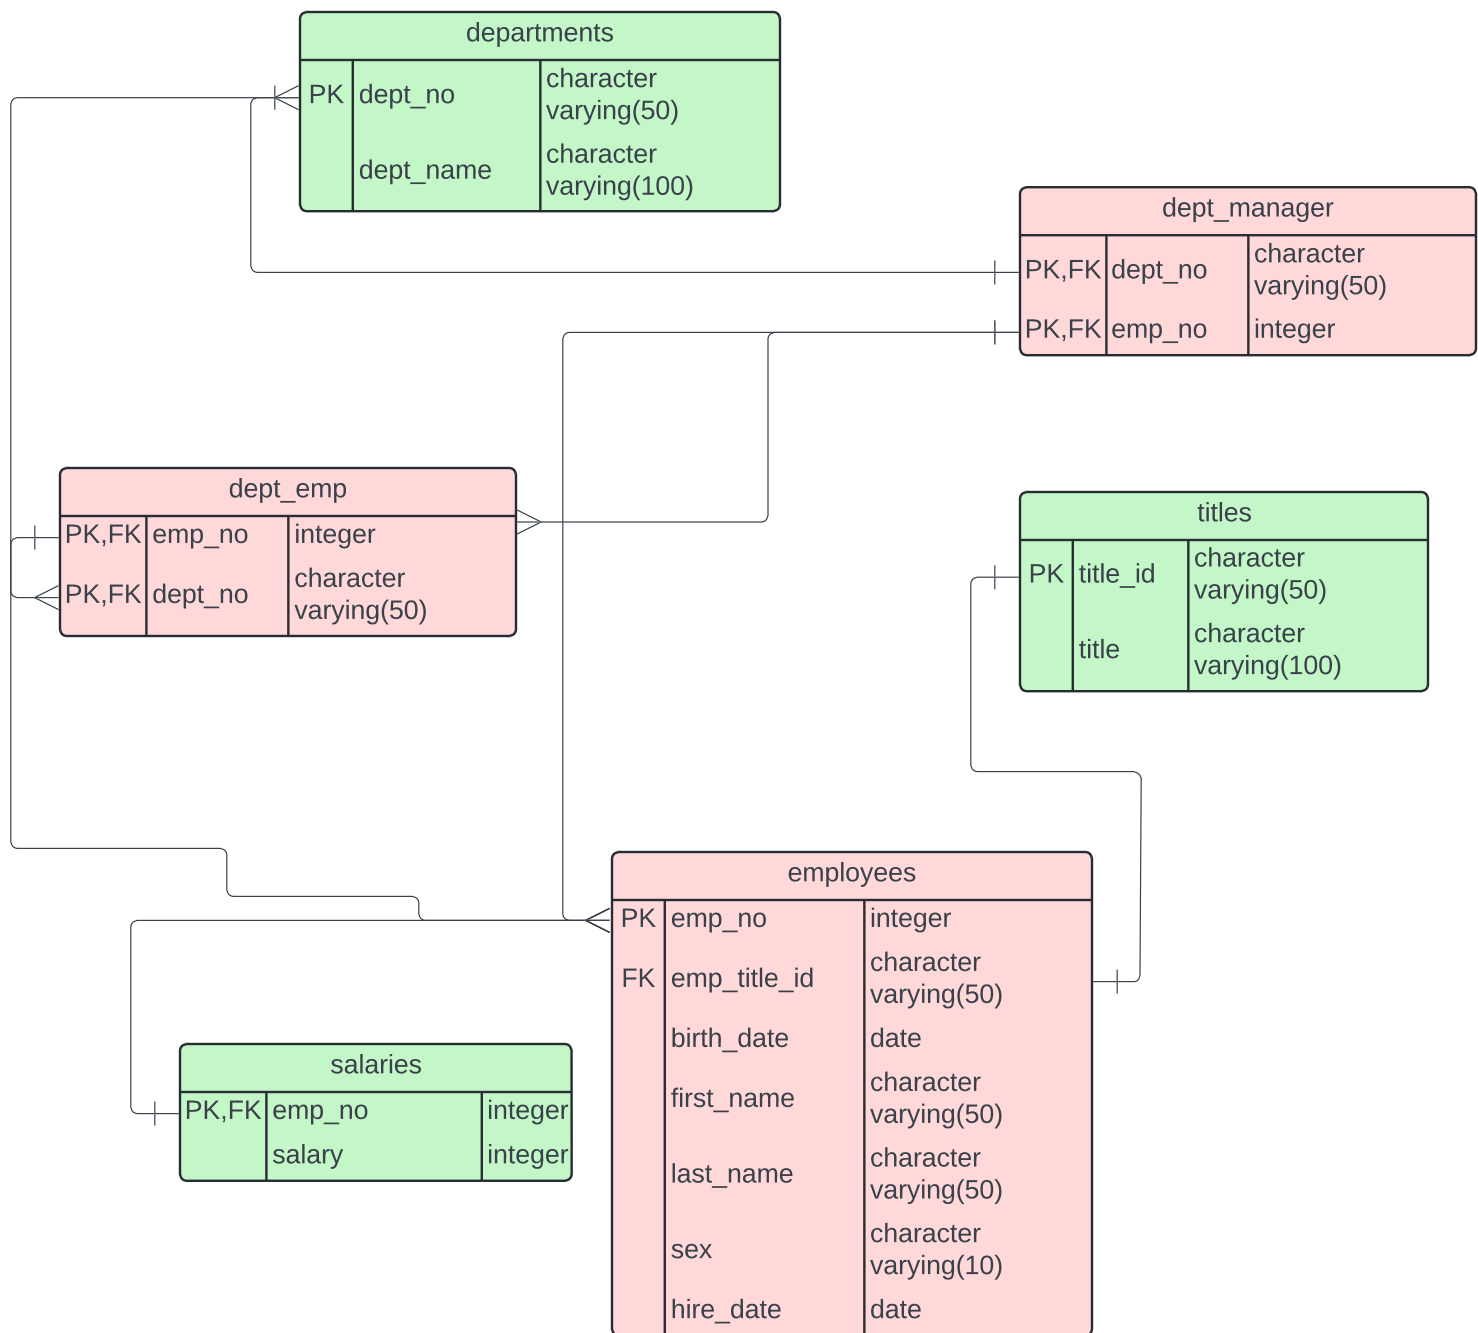 departments
PK dept_no character
varying(50)
dept_name character
varying(100)
dept_manager
PK,FK dept_no character
varying(50)
PK,FK emp_no integer
dept_emp
PK,FK emp_no integer
PK,FK dept_no character
varying(50)
titles
PK title_id character
varying(50)
title character
varying(100)
employees
PK emp_no integer
FK emp_title_id character
varying(50)
birth_date date
first_name character
varying(50)
last_name character
varying(50)
sex character
varying(10)
hire_date date
salaries
PK,FK emp_no integer
salary integer